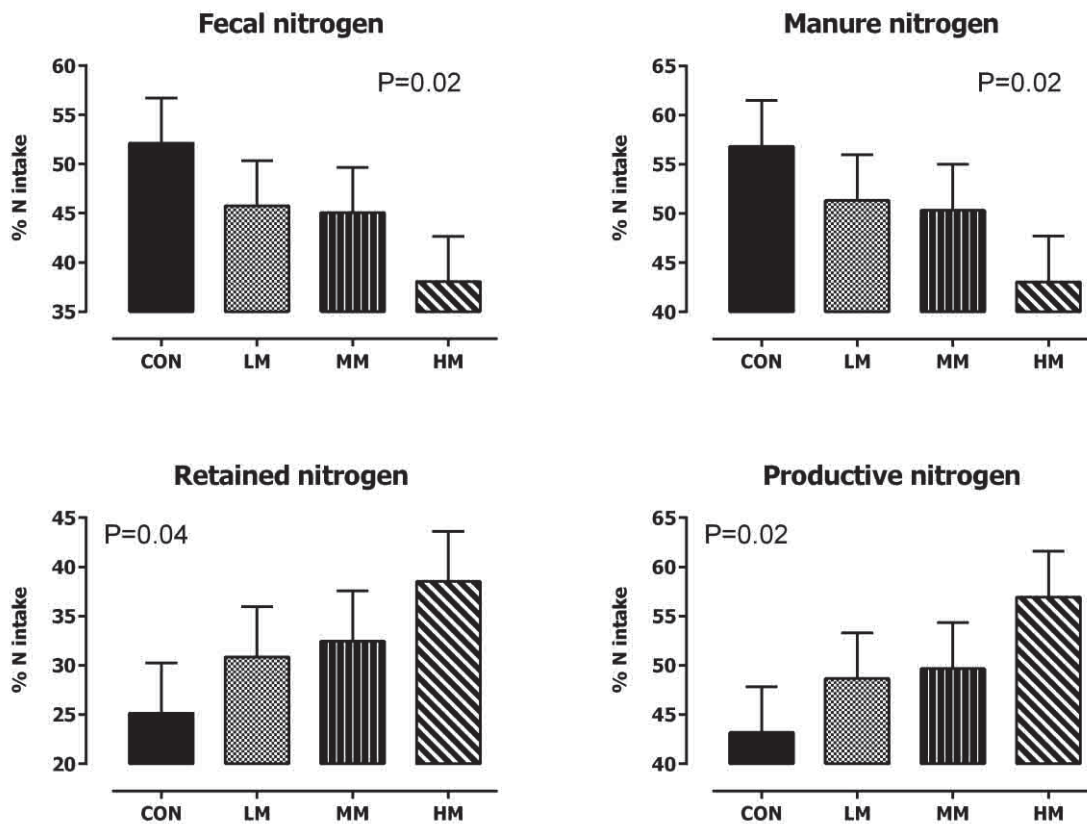 Fecal nitrogen
P=0.02
% N intake
60
55
50
45
40
35
CON LM MM HM
Manure nitrogen
P=0.02
% N intake
65
60
55
50
45
40
CON LM MM HM
Retained nitrogen
P=0.04
% N intake
45
40
35
30
25
20
CON LM MM HM
Productive nitrogen
P=0.02
% N intake
65
60
55
50
45
40
CON LM MM HM